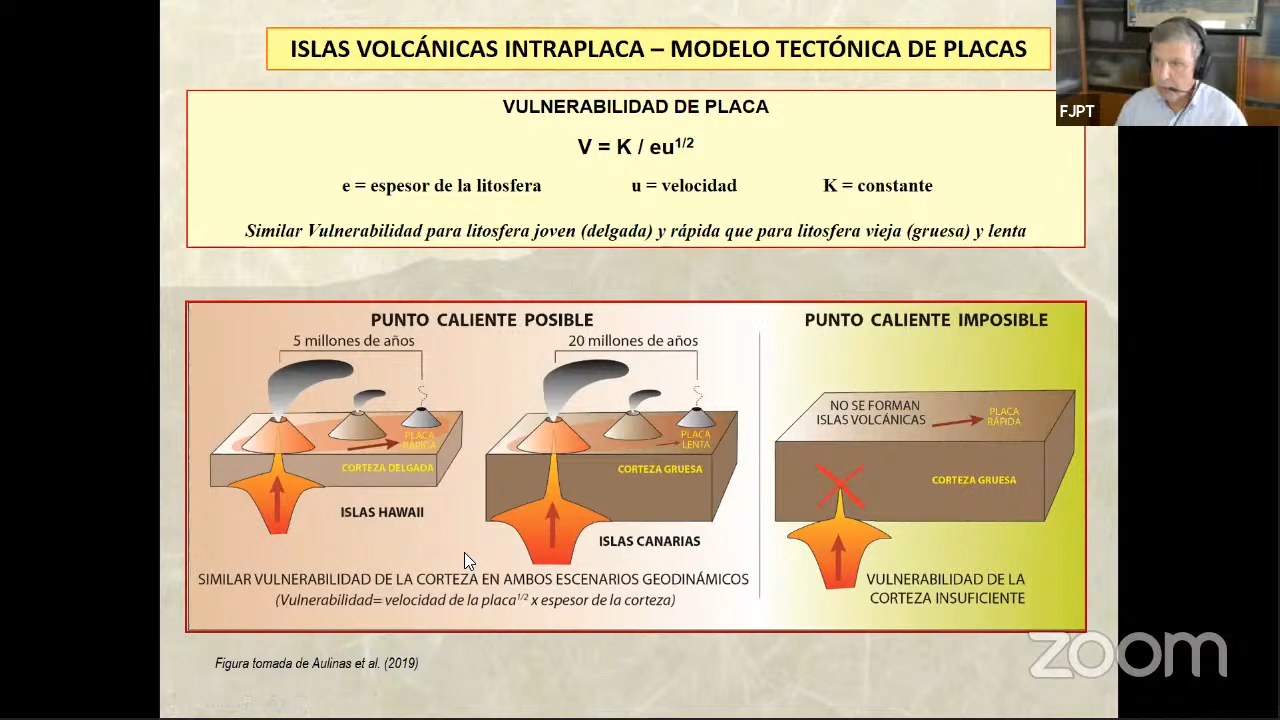 ISLAS VOLCÁNICAS INTRAPLACA – MODELO TECTÓNICA DE PLACAS
FJPT
VULNERABILIDAD DE PLACA
V = K / eu^1/2
e = espesor de la litosfera u = velocidad K = constante
Similar Vulnerabilidad para litosfera joven (delgada) y rápida que para litosfera vieja (gruesa) y lenta
PUNTO CALIENTE POSIBLE
5 millones de años
PLACA
RÁPIDA
CORTEZA DELGADA
ISLAS HAWAII
20 millones de años
PLACA
LENTA
CORTEZA GRUESA
ISLAS CANARIAS
SIMILAR VULNERABILIDAD DE LA CORTEZA EN AMBOS ESCENARIOS GEODINÁMICOS
(Vulnerabilidad= velocidad de la placa^1/2 x espesor de la corteza)
PUNTO CALIENTE IMPOSIBLE
NO SE FORMAN
ISLAS VOLCÁNICAS
PLACA
RÁPIDA
CORTEZA GRUESA
VULNERABILIDAD DE LA
CORTEZA INSUFICIENTE
Figura tomada de Aulinas et al. (2019)
zoom